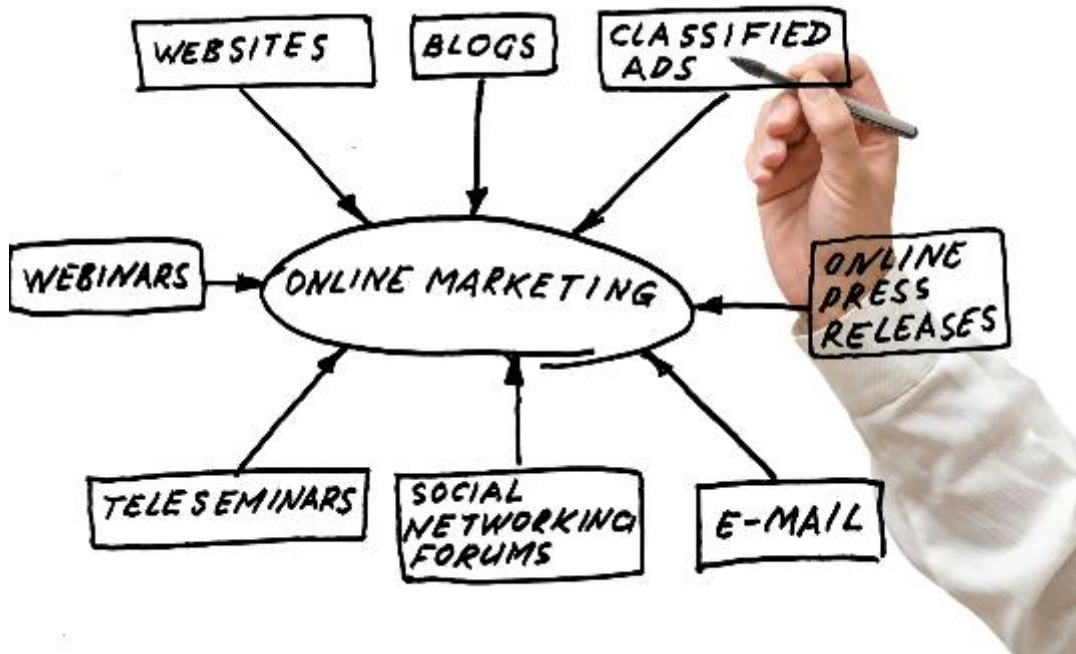 WEBSITES
BLOGS
CLASSIFIED
ADS
WEBINARS
ONLINE MARKETING
ONLINE
PRESS
RELEASES
TELESEMINARS
SOCIAL
NETWORKING
FORUMS
E-MAIL